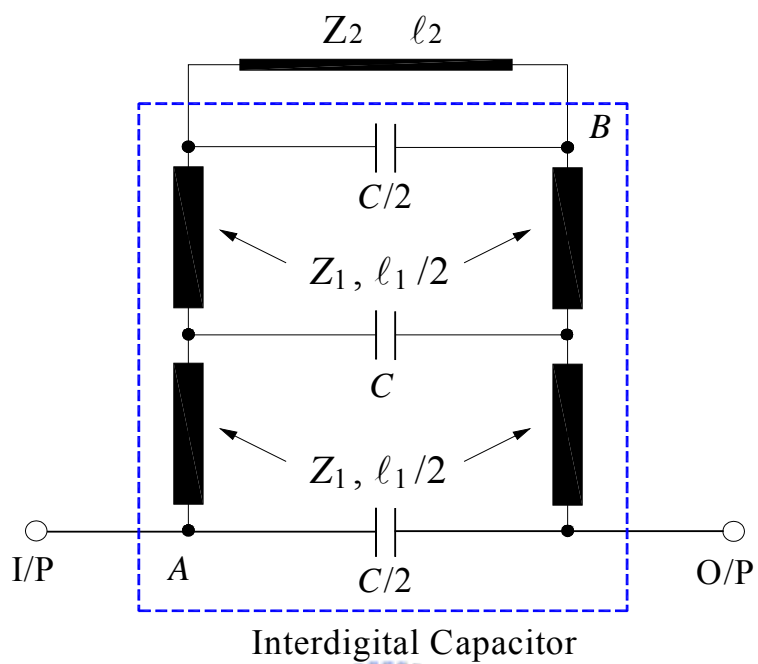 Z2 ℓ2
B
C/2
Z1 , ℓ1 /2
C
Z1 , ℓ1 /2
I/P
A
C/2
O/P
Interdigital Capacitor